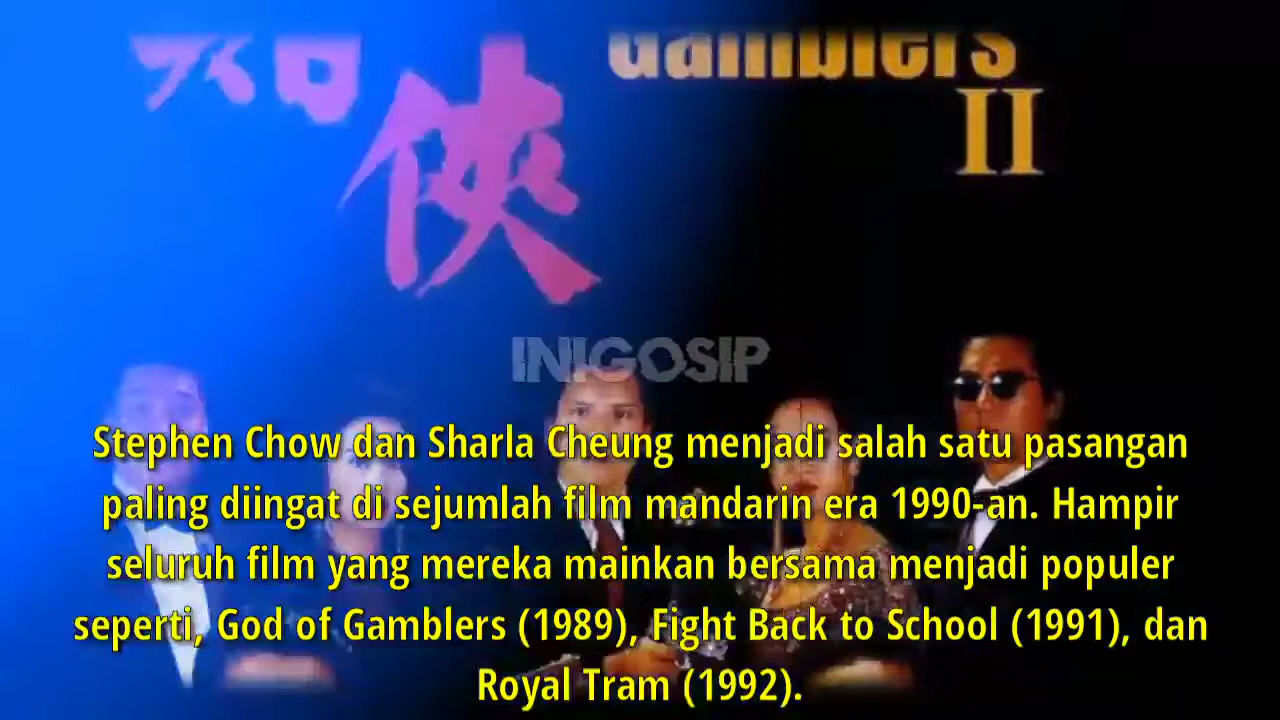 侠
Gamblers
II
INIGOSIP
Stephen Chow dan Sharla Cheung menjadi salah satu pasangan
paling diingat di sejumlah film mandarin era 1990-an. Hampir
seluruh film yang mereka mainkan bersama menjadi populer
seperti, God of Gamblers (1989), Fight Back to School (1991), dan
Royal Tram (1992).